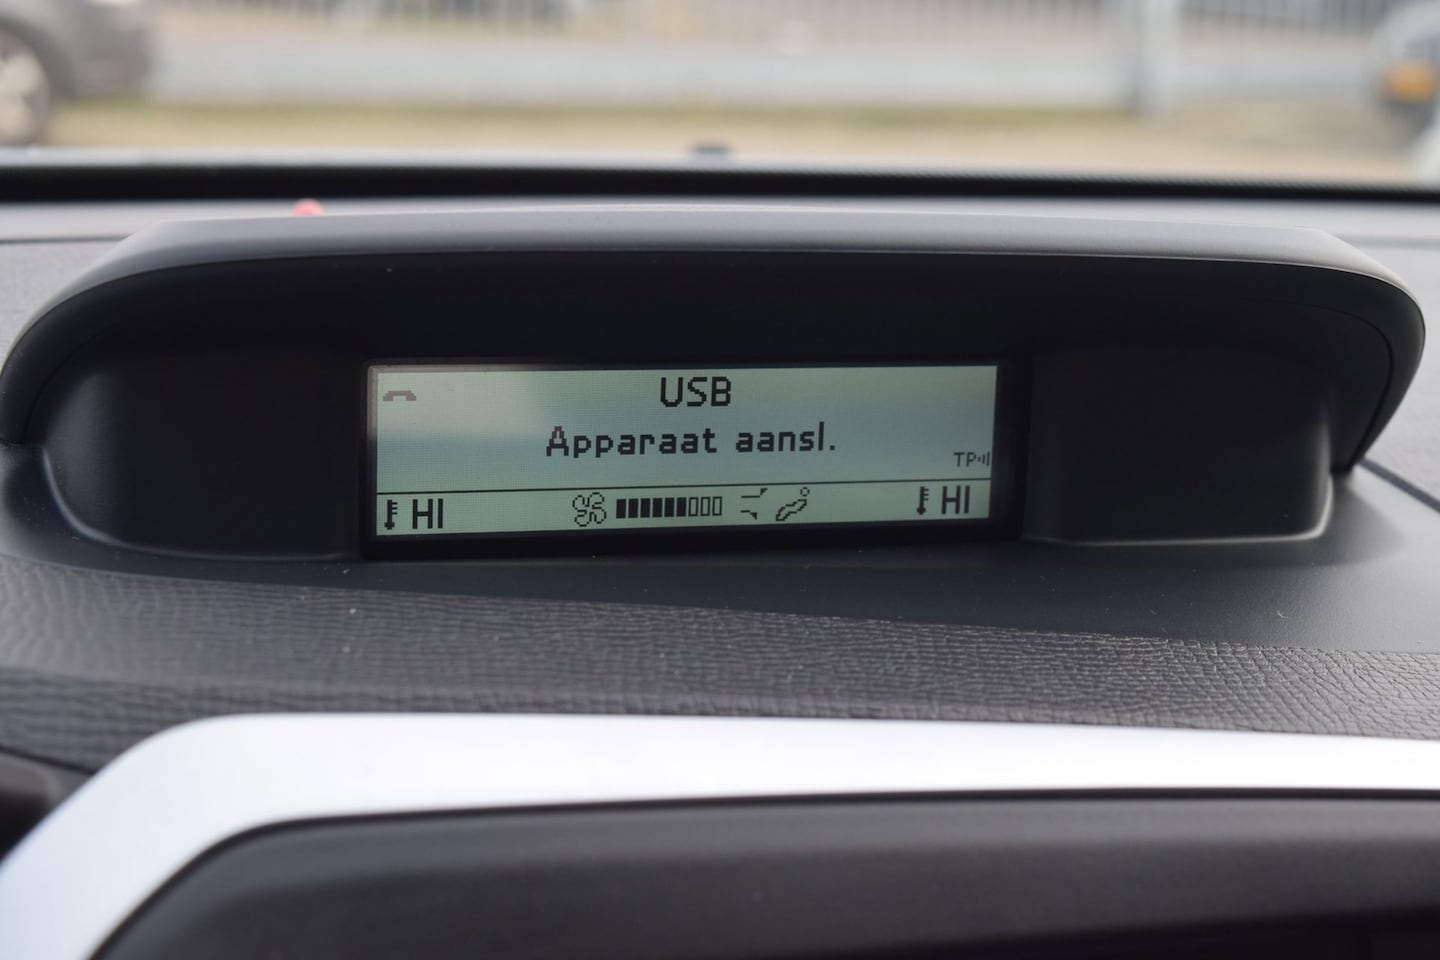 USB
Apparaat aansl.
TP
HI HI